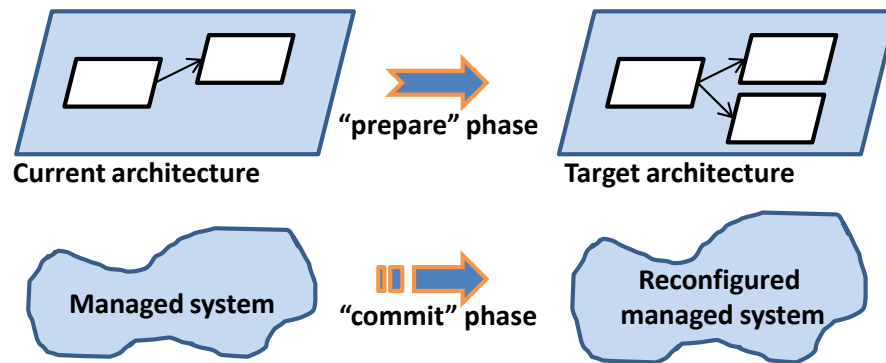 "prepare" phase
Current architecture
Target architecture
Managed system
"commit" phase
Reconfigured
managed system